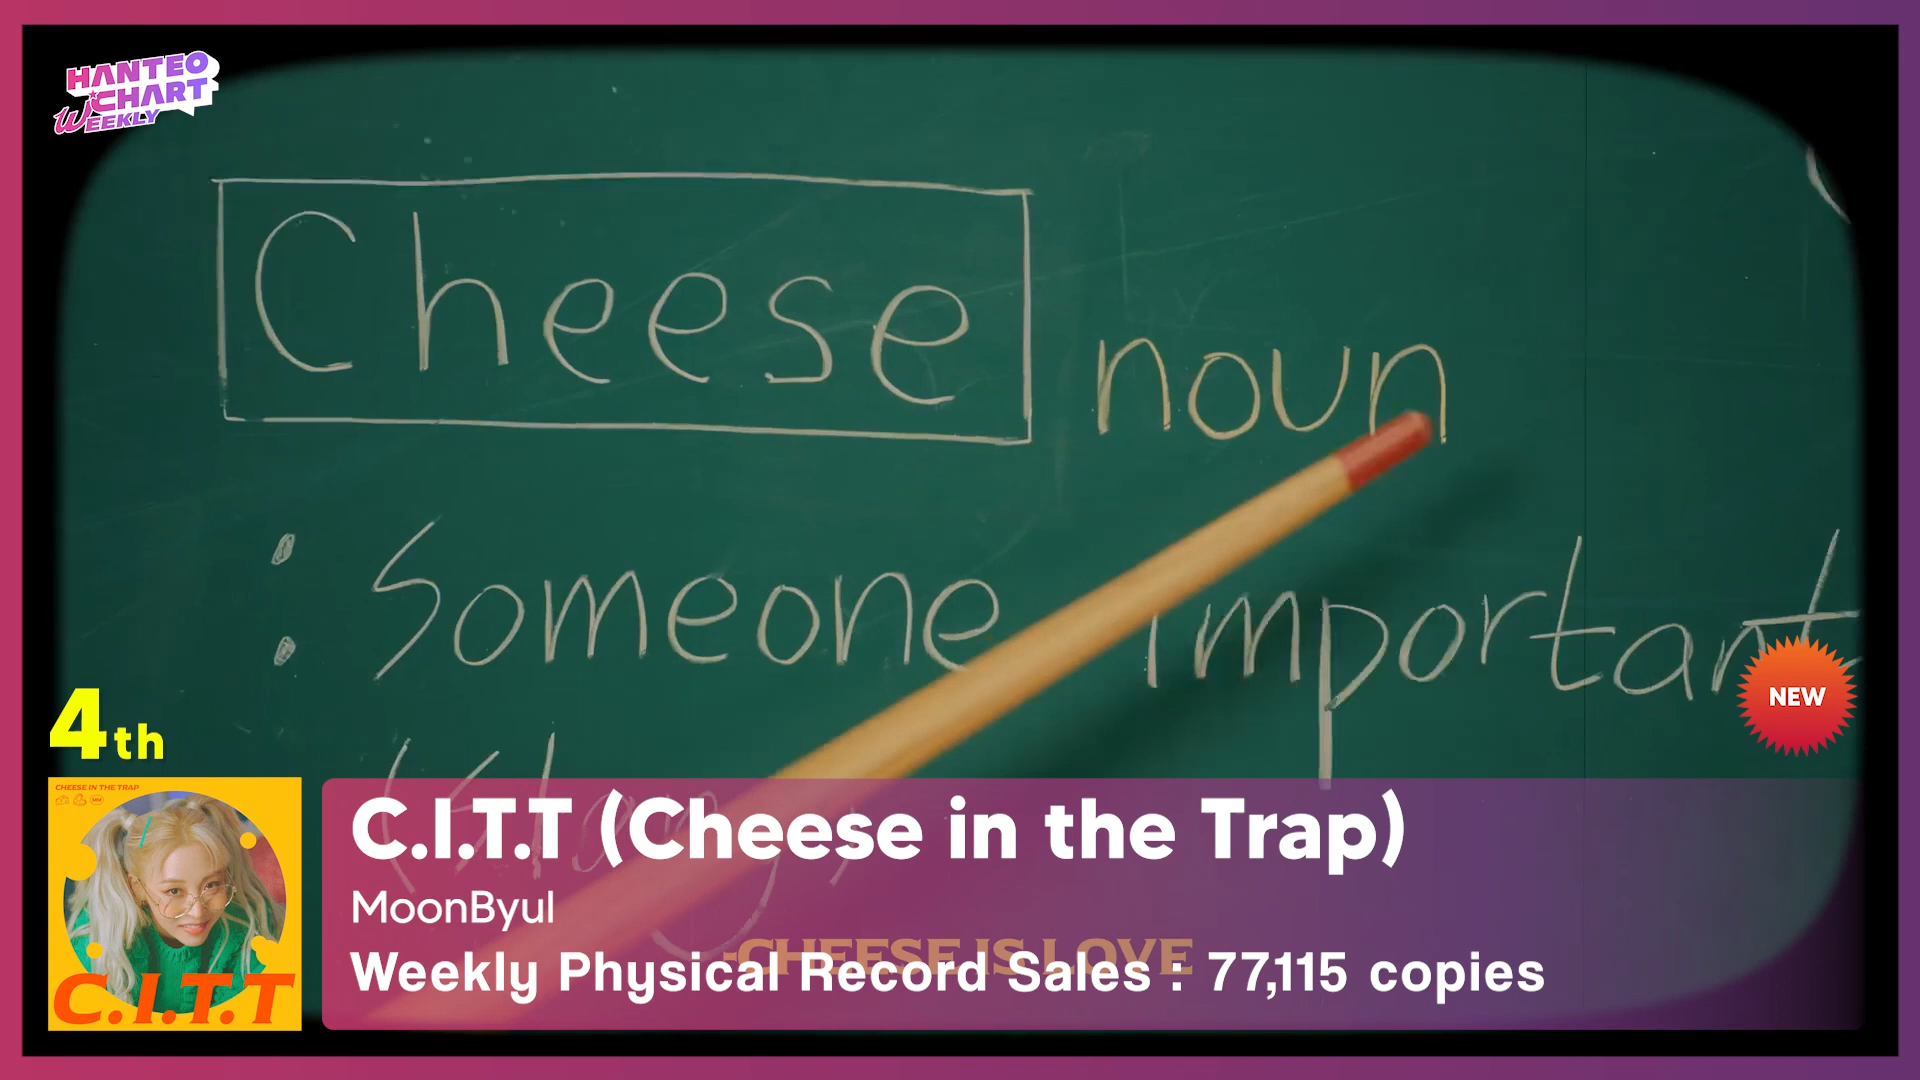 HANTEO
CHART
WEEKLY
Cheese noun
: Someone important
(slang)
4th
NEW
CHEESE IN THE TRAP
C.I.T.T
C.I.T.T (Cheese in the Trap)
MoonByul
-CHEESE IS LOVE
Weekly Physical Record Sales : 77,115 copies